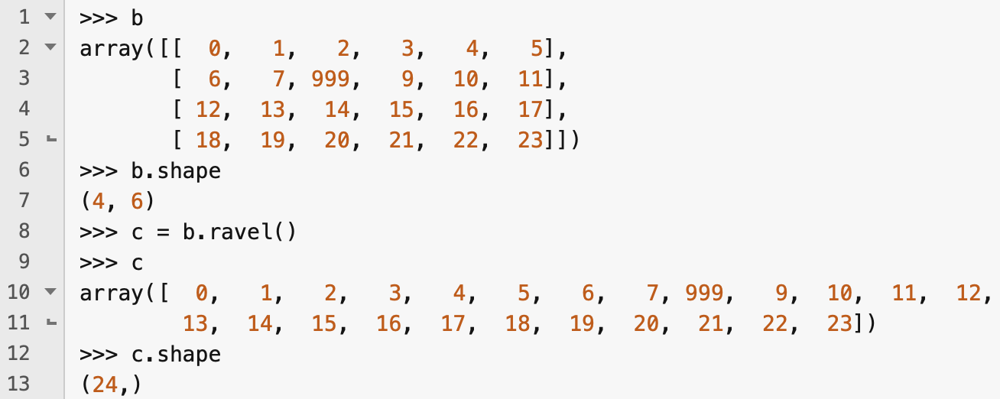 1 >>> b
2 array([[  0,   1,   2,   3,   4,   5],
3        [  6,   7, 999,   9,  10,  11],
4        [ 12,  13,  14,  15,  16,  17],
5        [ 18,  19,  20,  21,  22,  23]])
6 >>> b.shape
7 (4, 6)
8 >>> c = b.ravel()
9 >>> c
10 array([  0,   1,   2,   3,   4,   5,   6,   7, 999,   9,  10,  11,  12,
11         13,  14,  15,  16,  17,  18,  19,  20,  21,  22,  23])
12 >>> c.shape
13 (24,)